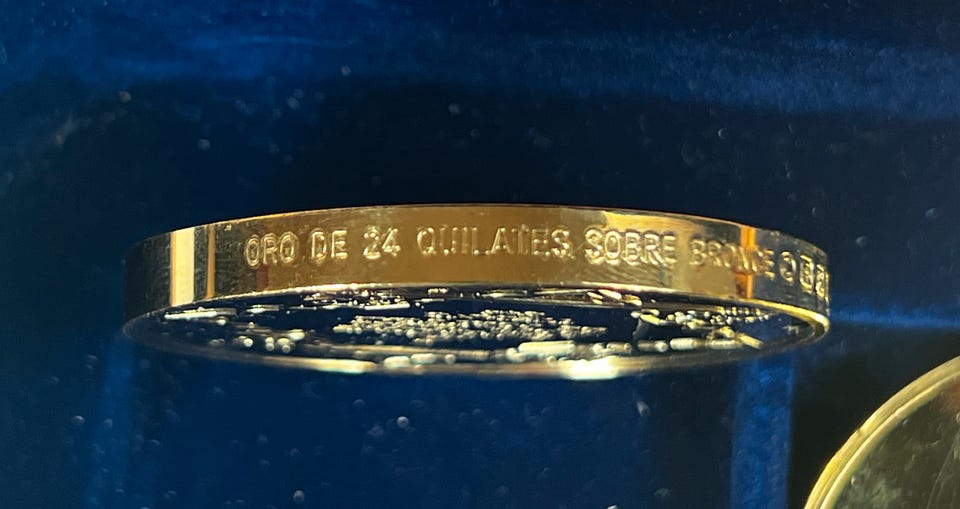 ORO DE 24 QUILATES SOBRE BRONCE